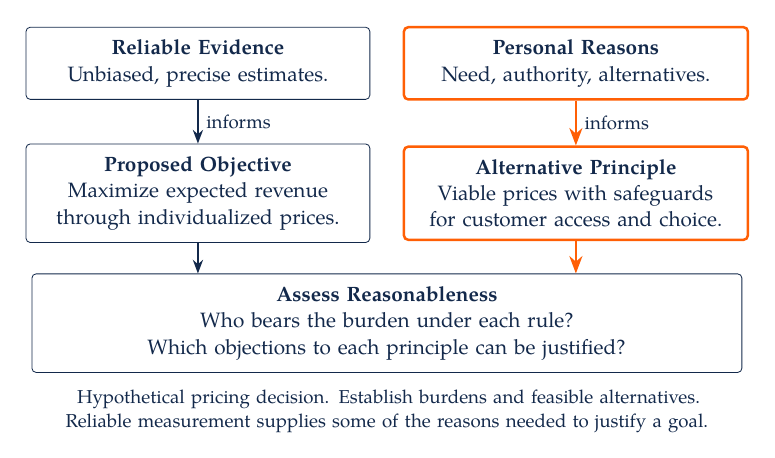 Reliable Evidence
Unbiased, precise estimates.
Personal Reasons
Need, authority, alternatives.
informs
informs
Proposed Objective
Maximize expected revenue
through individualized prices.
Alternative Principle
Viable prices with safeguards
for customer access and choice.
Assess Reasonableness
Who bears the burden under each rule?
Which objections to each principle can be justified?
Hypothetical pricing decision. Establish burdens and feasible alternatives.
Reliable measurement supplies some of the reasons needed to justify a goal.